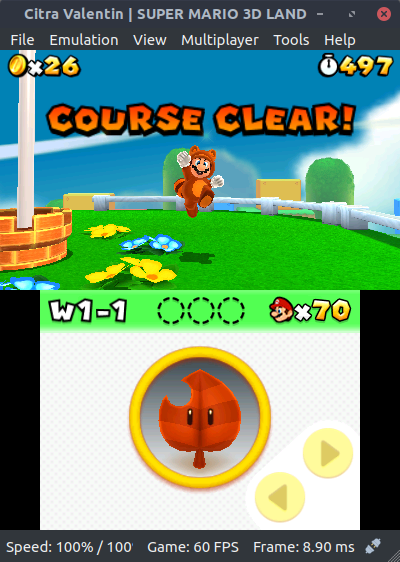 Citra Valentin | SUPER MARIO 3D LAND
File Emulation View Multiplayer Tools Help
×26 497
COURSE CLEAR!
W1-1 ×70
Speed: 100% / 100% Game: 60 FPS Frame: 8.90 ms